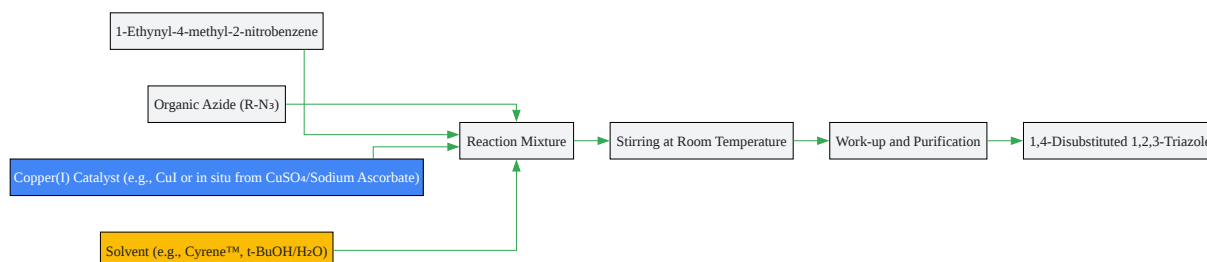 1-Ethynyl-4-methyl-2-nitrobenzene
Organic Azide (R-N₃)
Reaction Mixture
Stirring at Room Temperature
Work-up and Purification
1,4-Disubstituted 1,2,3-Triazole
Copper(I) Catalyst (e.g., CuI or in situ from CuSO₄/Sodium Ascorbate)
Solvent (e.g., Cyrene™, t-BuOH/H₂O)